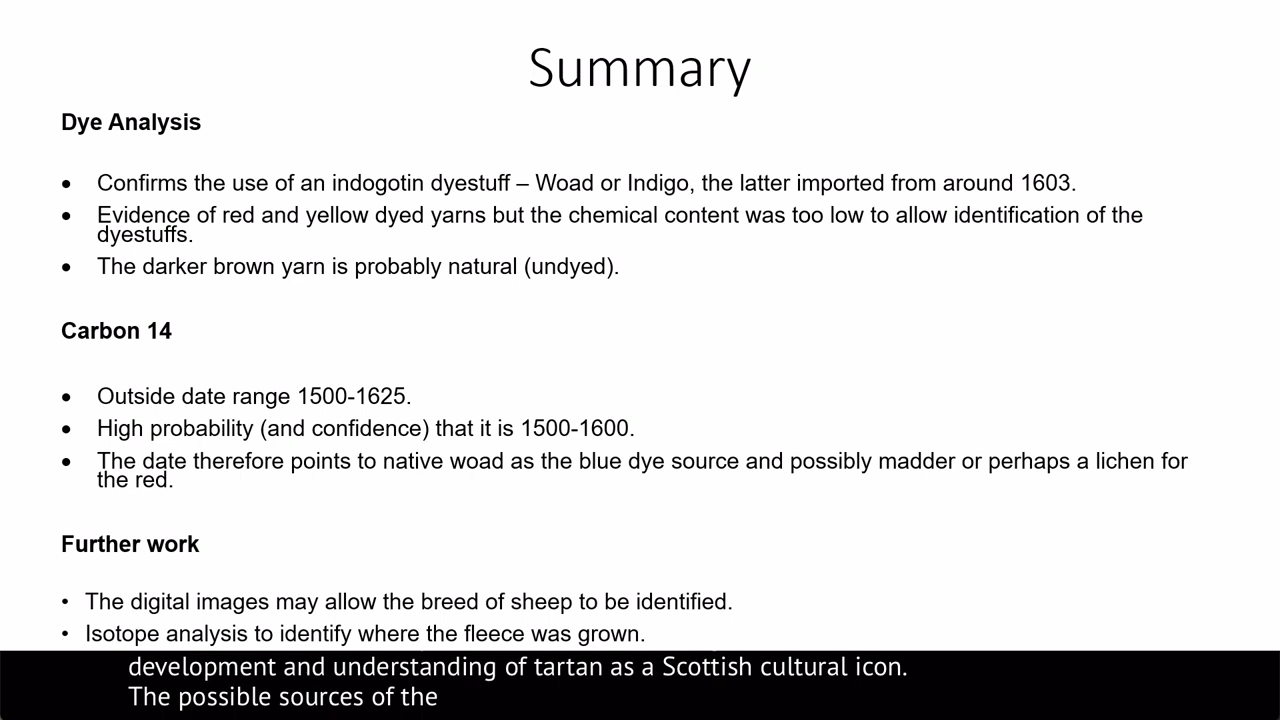 Summary
Dye Analysis
• Confirms the use of an indogotin dyestuff – Woad or Indigo, the latter imported from around 1603.
• Evidence of red and yellow dyed yarns but the chemical content was too low to allow identification of the
dyestuffs.
• The darker brown yarn is probably natural (undyed).
Carbon 14
• Outside date range 1500-1625.
• High probability (and confidence) that it is 1500-1600.
• The date therefore points to native woad as the blue dye source and possibly madder or perhaps a lichen for
the red.
Further work
• The digital images may allow the breed of sheep to be identified.
• Isotope analysis to identify where the fleece was grown.
development and understanding of tartan as a Scottish cultural icon.
The possible sources of the